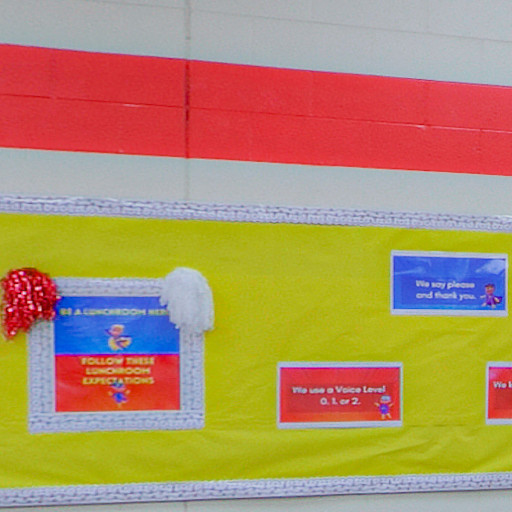 BE A LUNCHROOM HERO
FOLLOW THESE
LUNCHROOM
EXPECTATIONS
We say please
and thank you.
We use a Voice Level
0, 1, or 2.
We